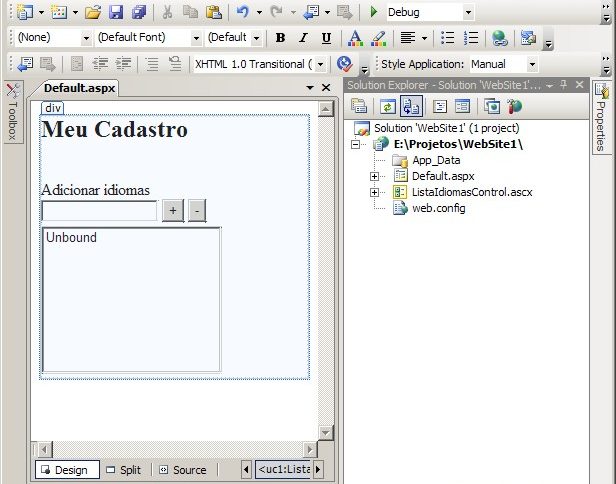 Debug
(None)
(Default Font)
(Default
B I U A
XHTML 1.0 Transitional (
Style Application:
Manual
Toolbox
Default.aspx
div
Meu Cadastro
Adicionar idiomas
+
-
Unbound
Design
Split
Source
<uc1:Lista
Solution Explorer - Solution 'WebSite1'...
Solution 'WebSite1' (1 project)
E:\Projetos\WebSite1\
App_Data
Default.aspx
ListaIdiomasControl.ascx
web.config
Properties